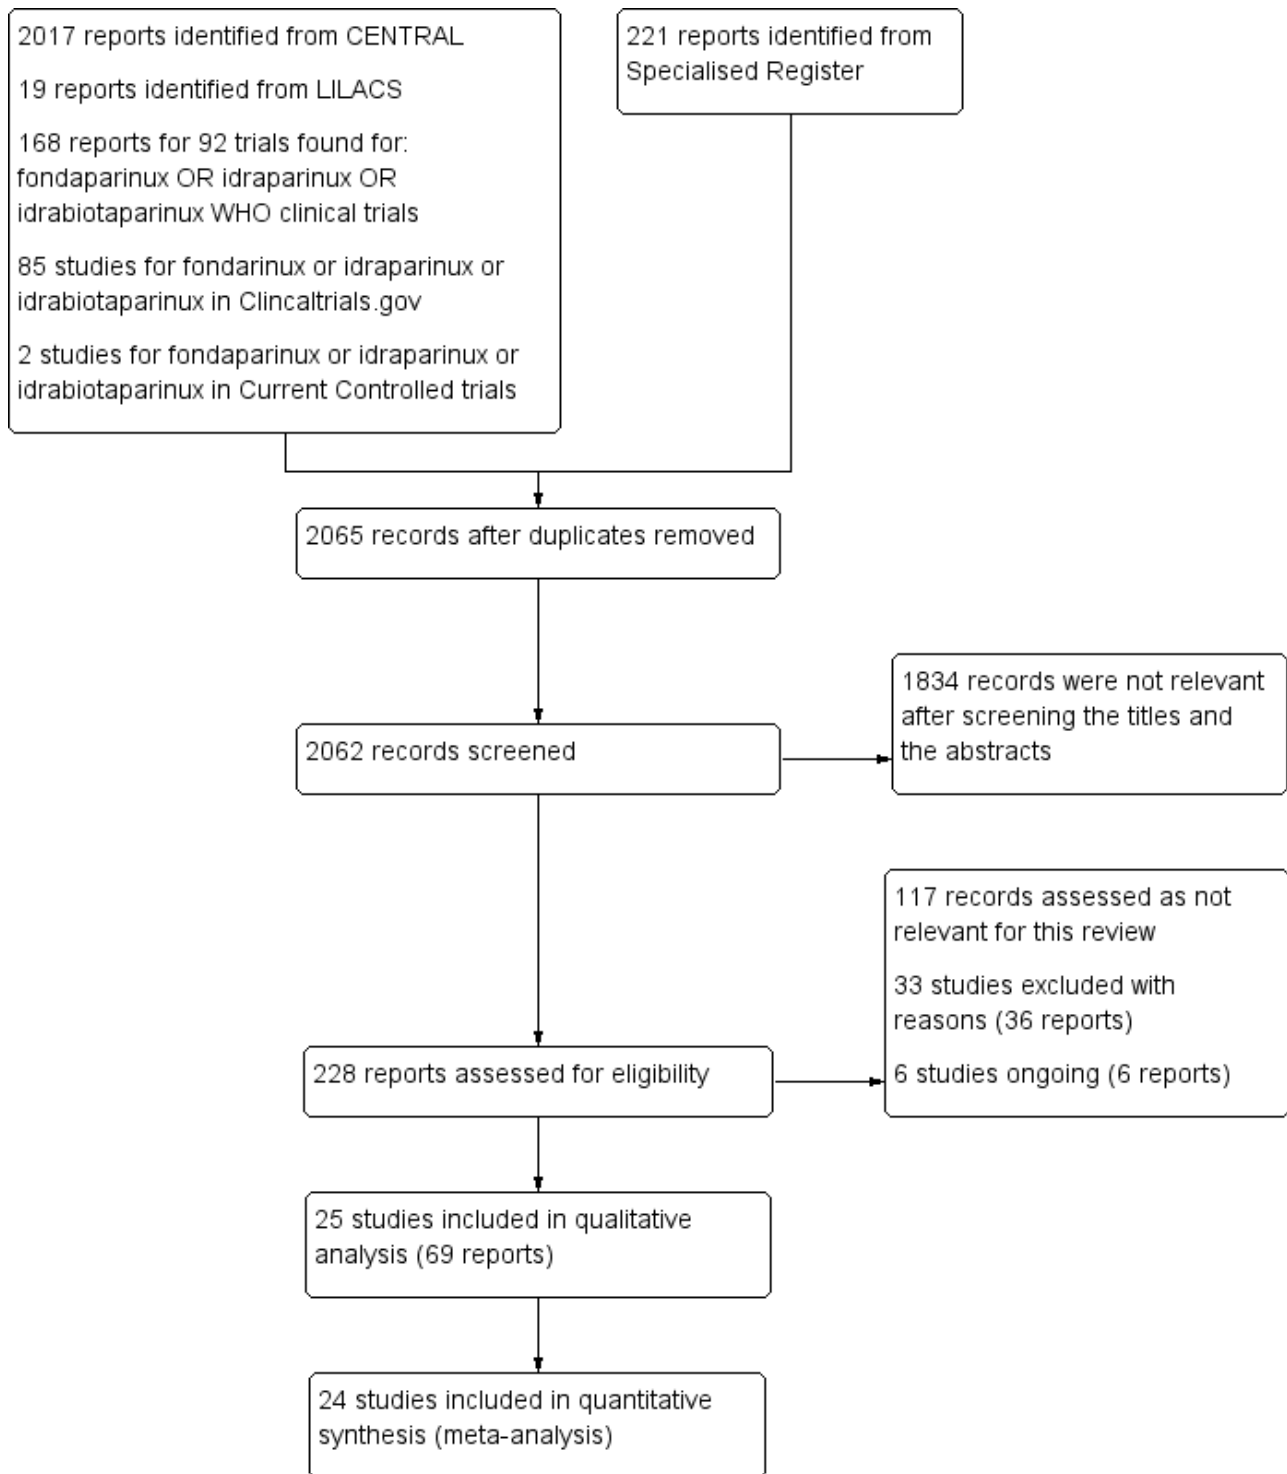 2017 reports identified from CENTRAL
19 reports identified from LILACS
168 reports for 92 trials found for:
fondaparinux OR idraparinux OR
idrabiotaparinux WHO clinical trials
85 studies for fondarinux or idraparinux or
idrabiotaparinux in Clincaltrials.gov
2 studies for fondaparinux or idraparinux or
idrabiotaparinux in Current Controlled trials
221 reports identified from
Specialised Register
2065 records after duplicates removed
2062 records screened
1834 records were not relevant
after screening the titles and
the abstracts
228 reports assessed for eligibility
117 records assessed as not
relevant for this review
33 studies excluded with
reasons (36 reports)
6 studies ongoing (6 reports)
25 studies included in qualitative
analysis (69 reports)
24 studies included in quantitative
synthesis (meta-analysis)